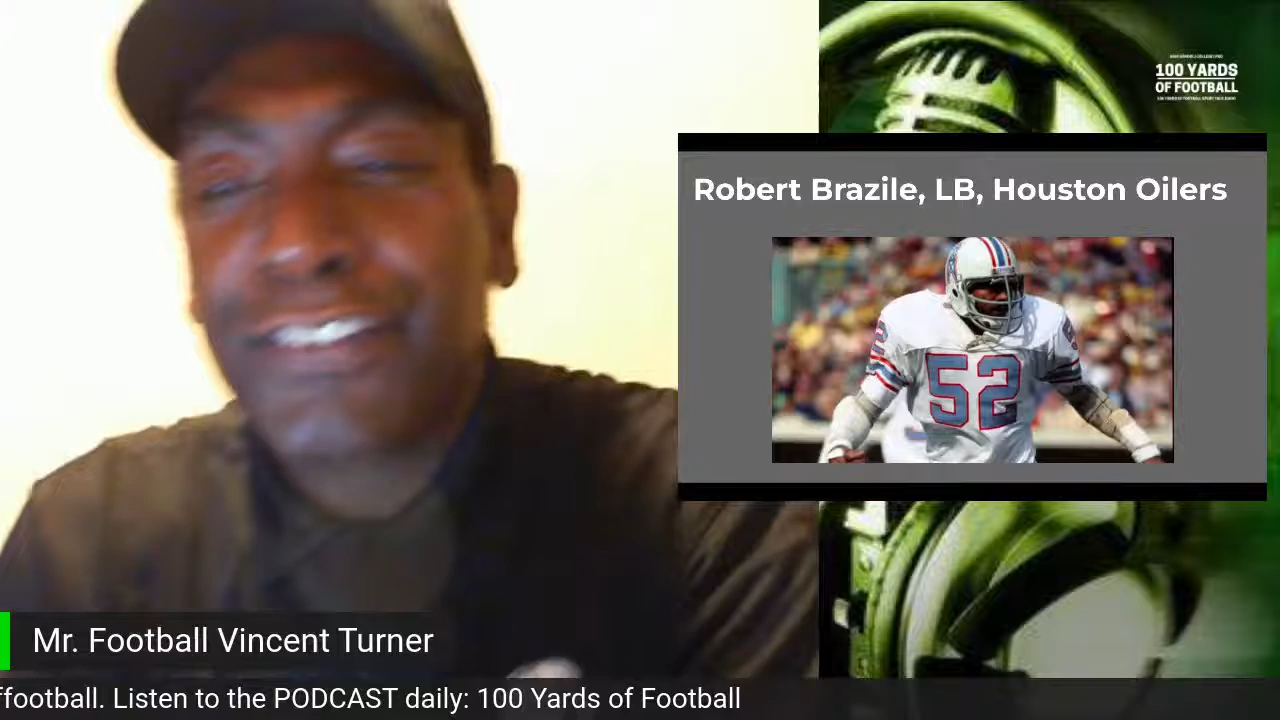 100 YARDS
OF FOOTBALL
Robert Brazile, LB, Houston Oilers
52
Mr. Football Vincent Turner
football. Listen to the PODCAST daily: 100 Yards of Football